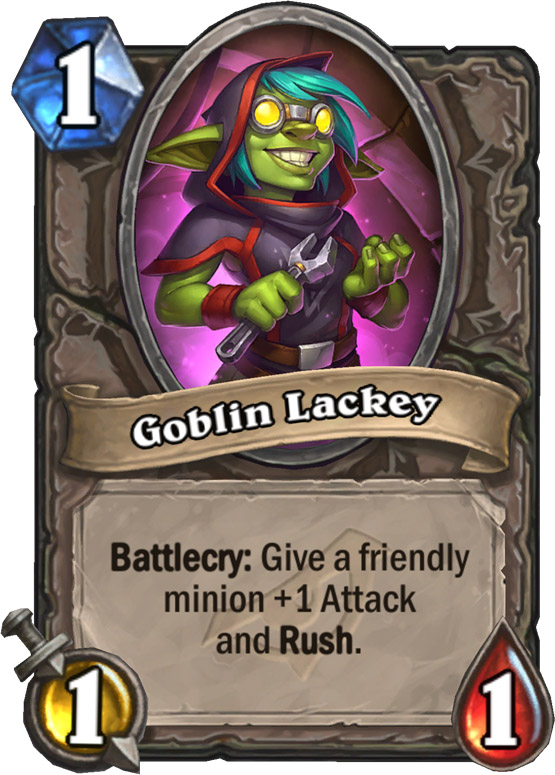 1
Goblin Lackey
Battlecry: Give a friendly
minion +1 Attack
and Rush.
1
1